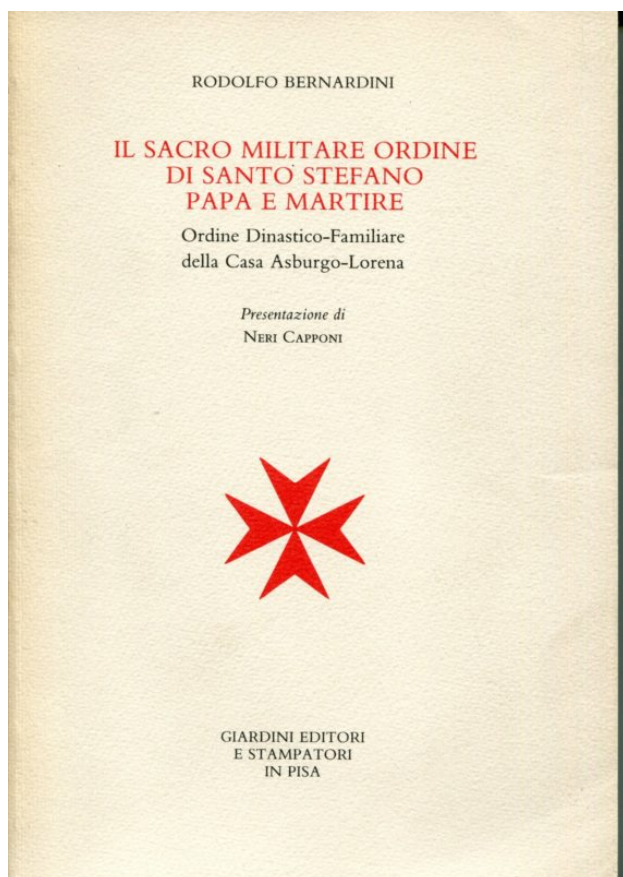 RODOLFO BERNARDINI
IL SACRO MILITARE ORDINE
DI SANTO STEFANO
PAPA E MARTIRE
Ordine Dinastico-Familiare
della Casa Asburgo-Lorena
Presentazione di
NERI CAPPONI
GIARDINI EDITORI
E STAMPATORI
IN PISA